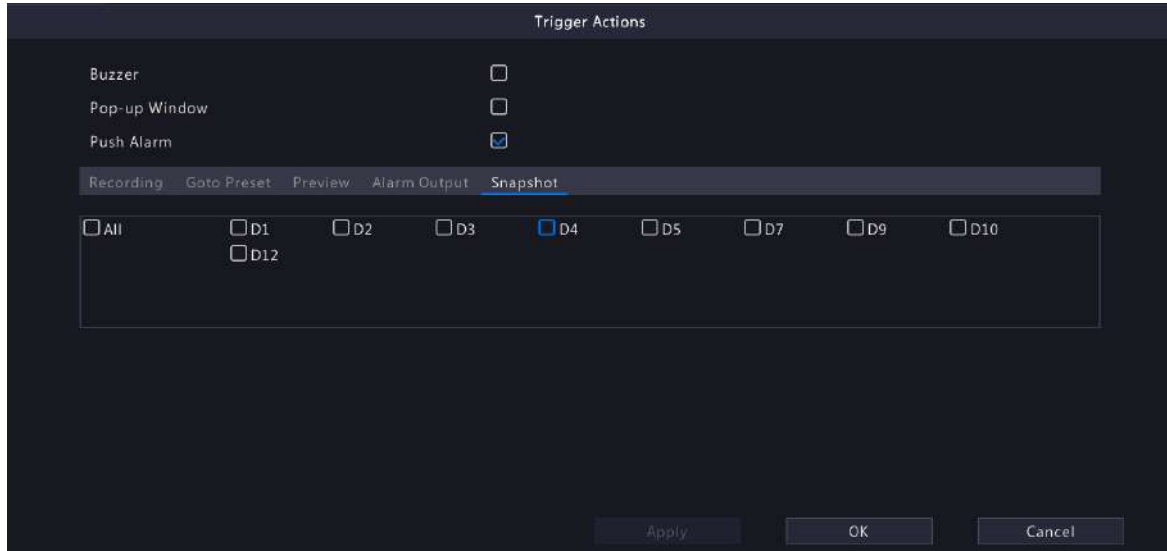 Trigger Actions
Buzzer
Pop-up Window
Push Alarm
Recording Goto Preset Preview Alarm Output Snapshot
All D1 D2 D3 D4 D5 D7 D9 D10
D12
Apply OK Cancel